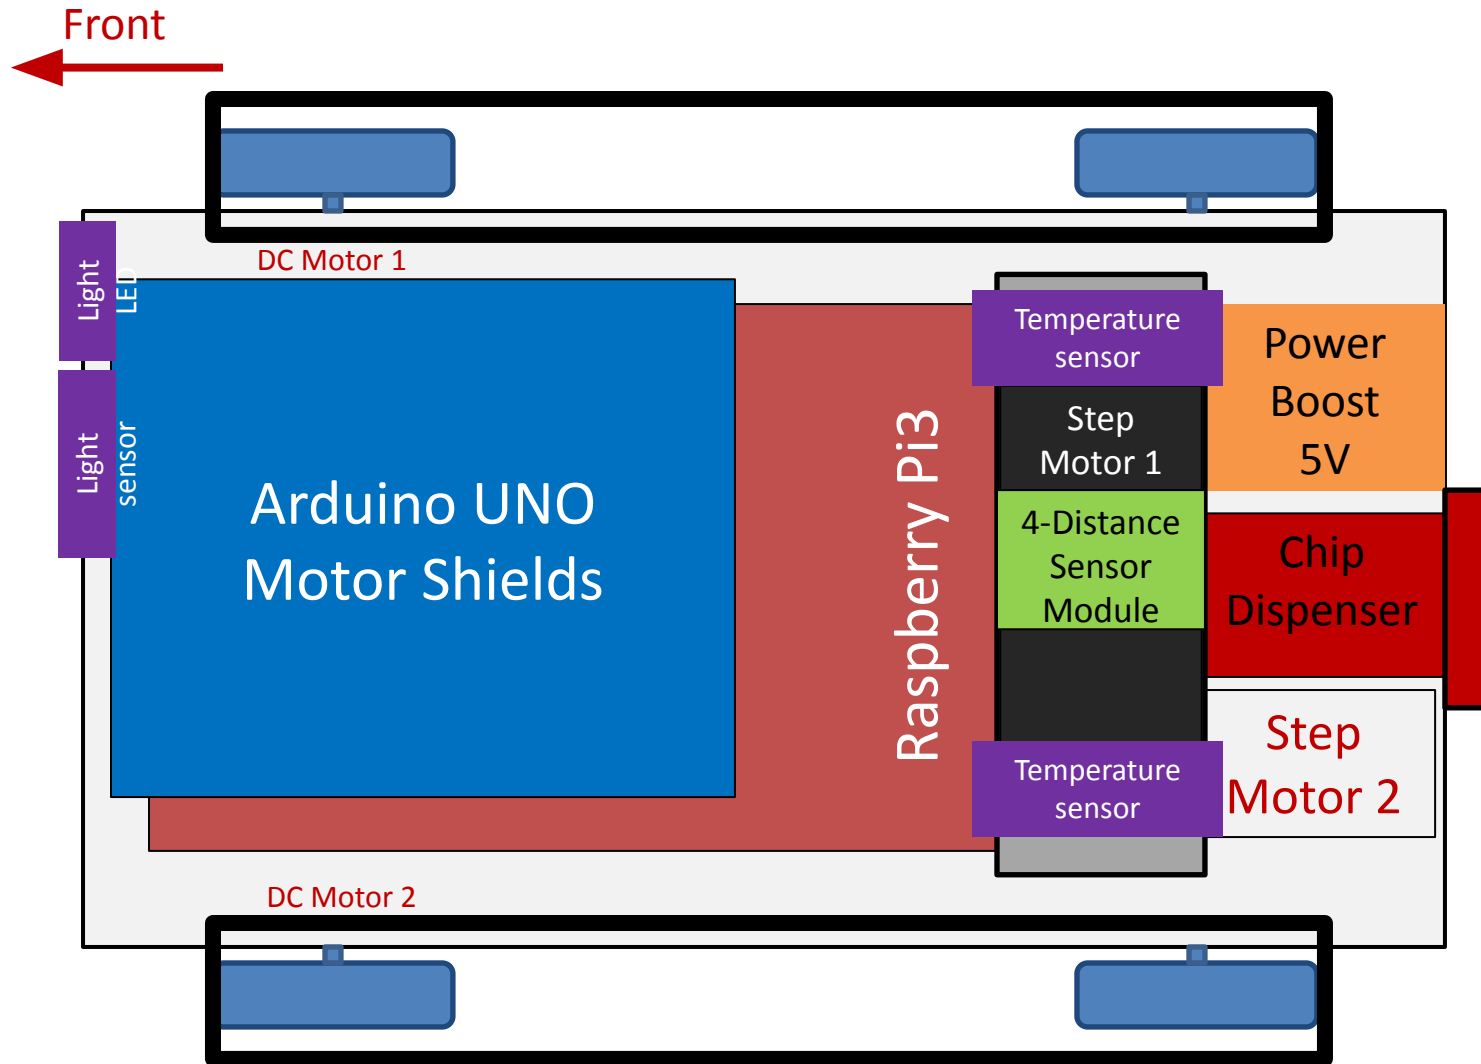 Front
DC Motor 1
Light
LED
Light
sensor
Arduino UNO
Motor Shields
Raspberry Pi3
Temperature
sensor
Step
Motor 1
4-Distance
Sensor
Module
Temperature
sensor
Power
Boost
5V
Chip
Dispenser
Step
Motor 2
DC Motor 2